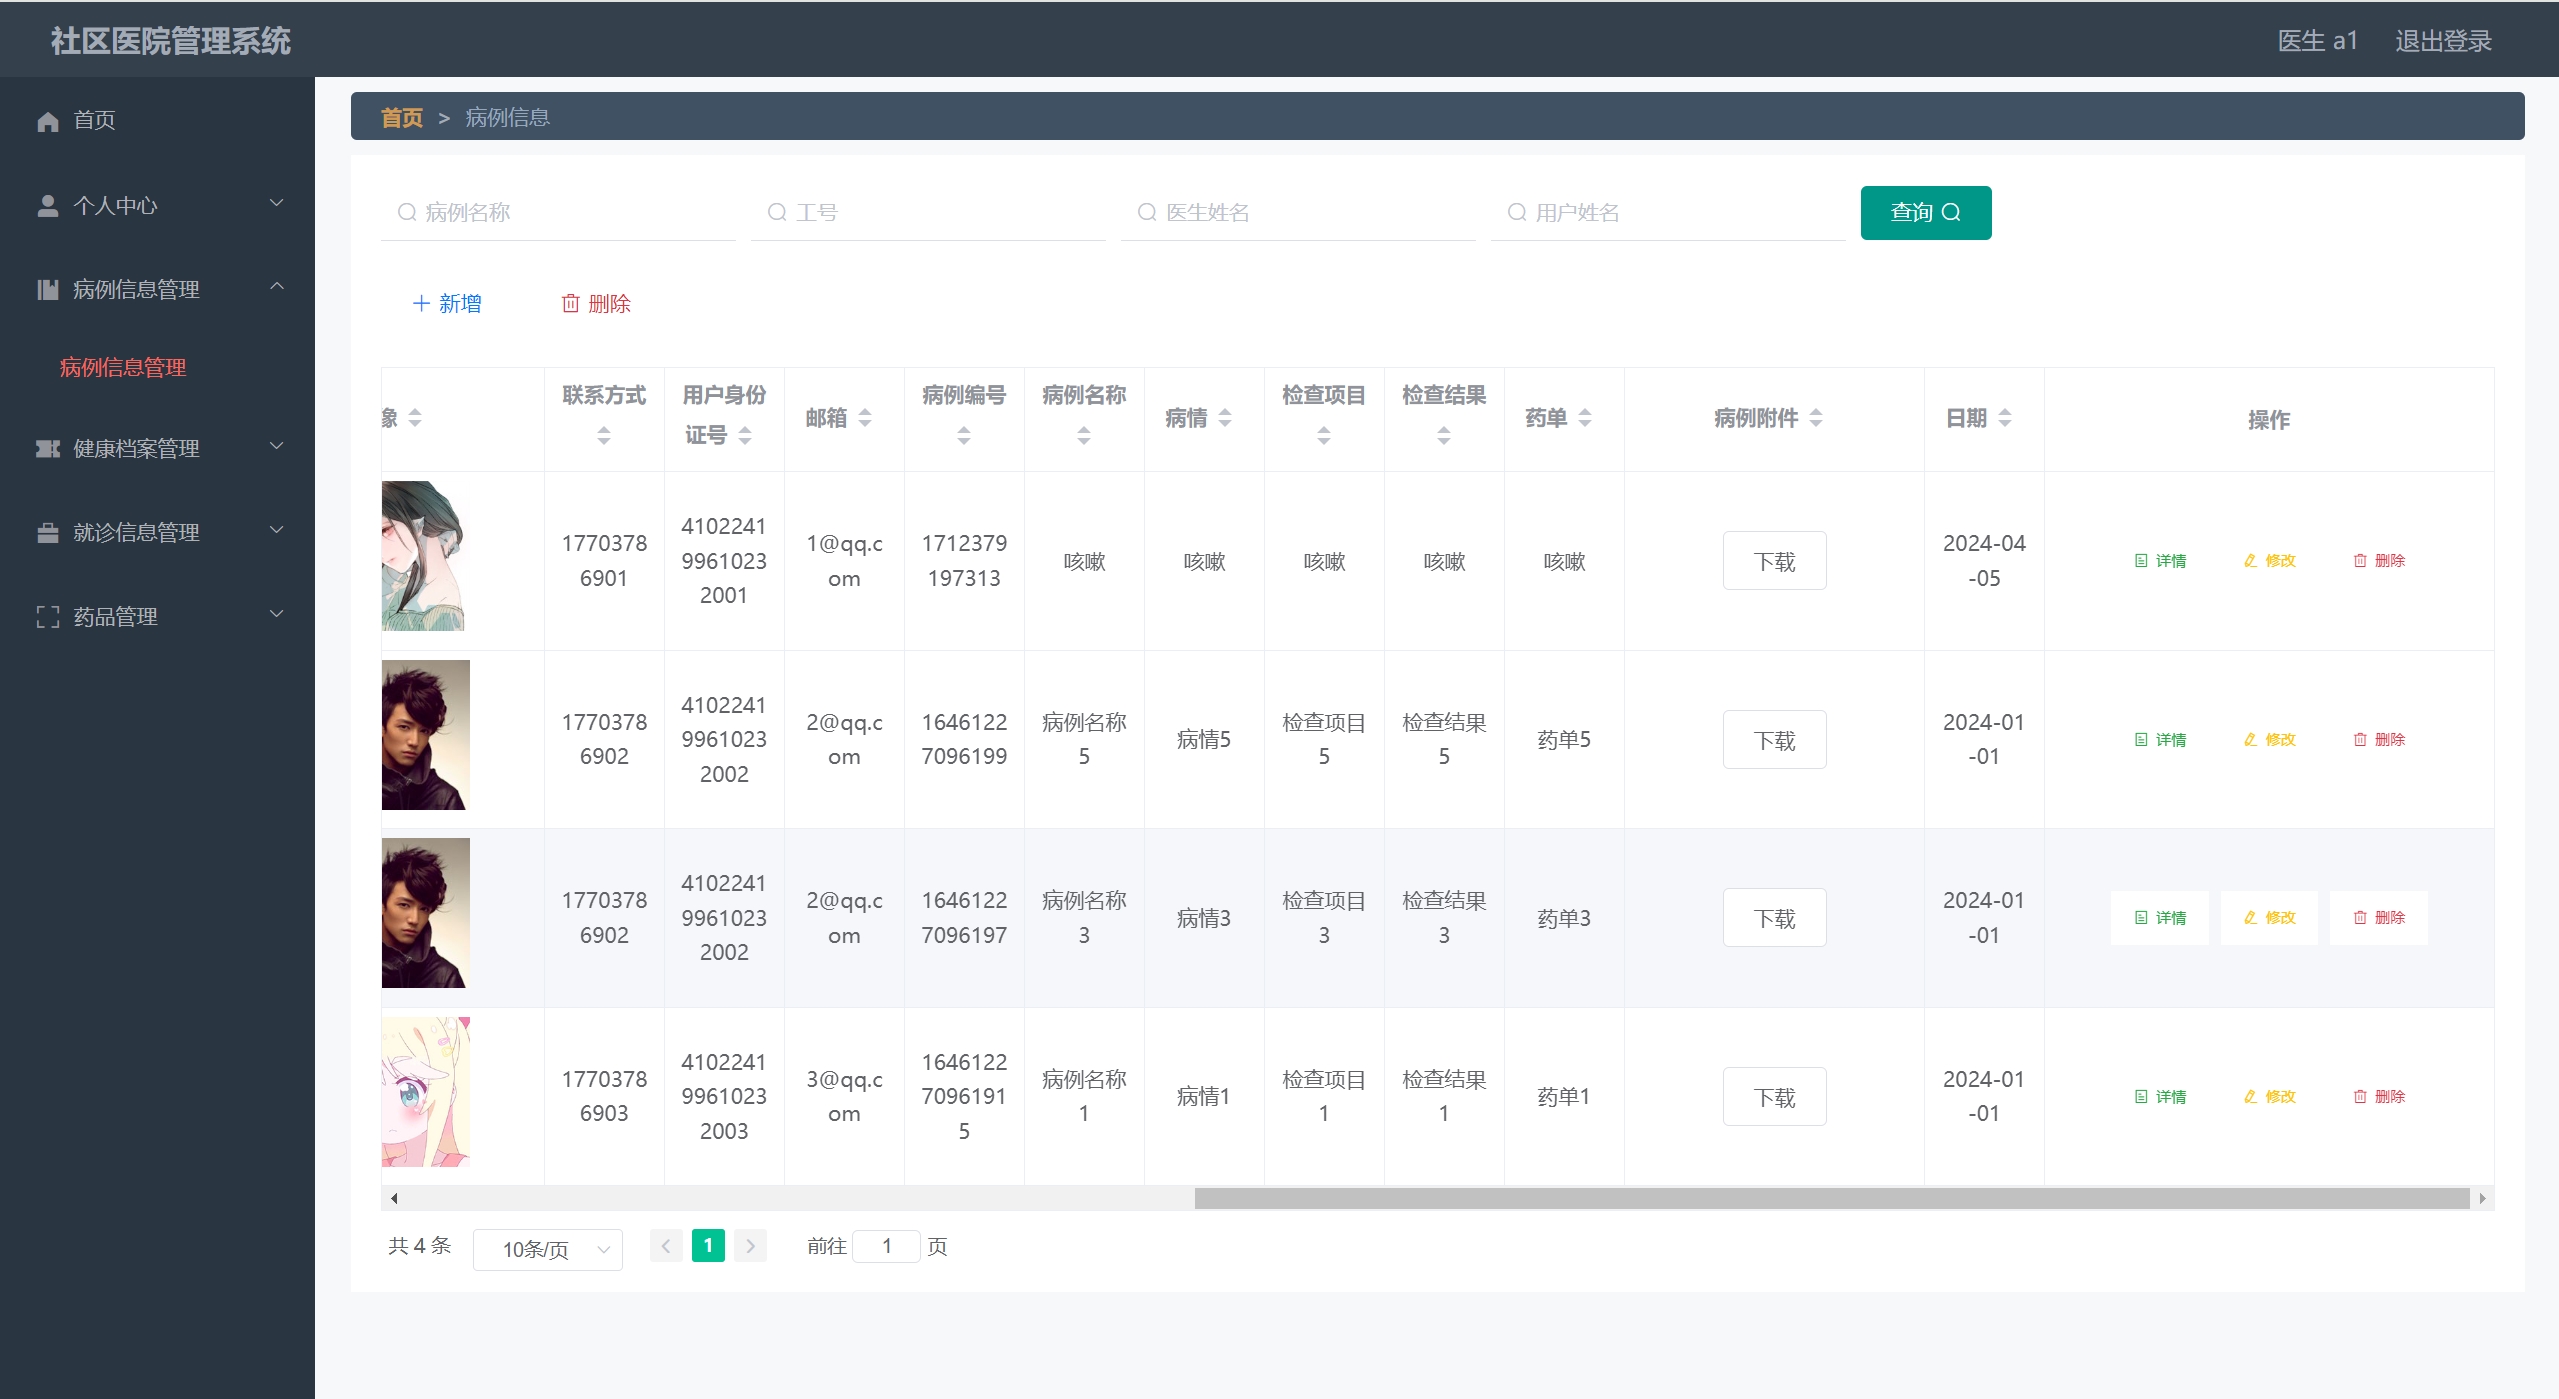 社区医院管理系统
医生 a1 退出登录
首页
个人中心
病例信息管理
病例信息管理
健康档案管理
就诊信息管理
药品管理
首页 > 病例信息
病例名称 工号 医生姓名 用户姓名 查询
新增 删除
像 联系方式 用户身份证号 邮箱 病例编号 病例名称 病情 检查项目 检查结果 药单 病例附件 日期 操作
17703786901 410224199610232001 1@qq.com 1712379197313 咳嗽 咳嗽 咳嗽 咳嗽 咳嗽 下载 2024-04-05 详情 修改 删除
17703786902 410224199610232002 2@qq.com 16461227096199 病例名称5 病情5 检查项目5 检查结果5 药单5 下载 2024-01-01 详情 修改 删除
17703786902 410224199610232002 2@qq.com 16461227096197 病例名称3 病情3 检查项目3 检查结果3 药单3 下载 2024-01-01 详情 修改 删除
17703786903 410224199610232003 3@qq.com 164612270961915 病例名称1 病情1 检查项目1 检查结果1 药单1 下载 2024-01-01 详情 修改 删除
共 4 条 10条/页 1 前往 1 页